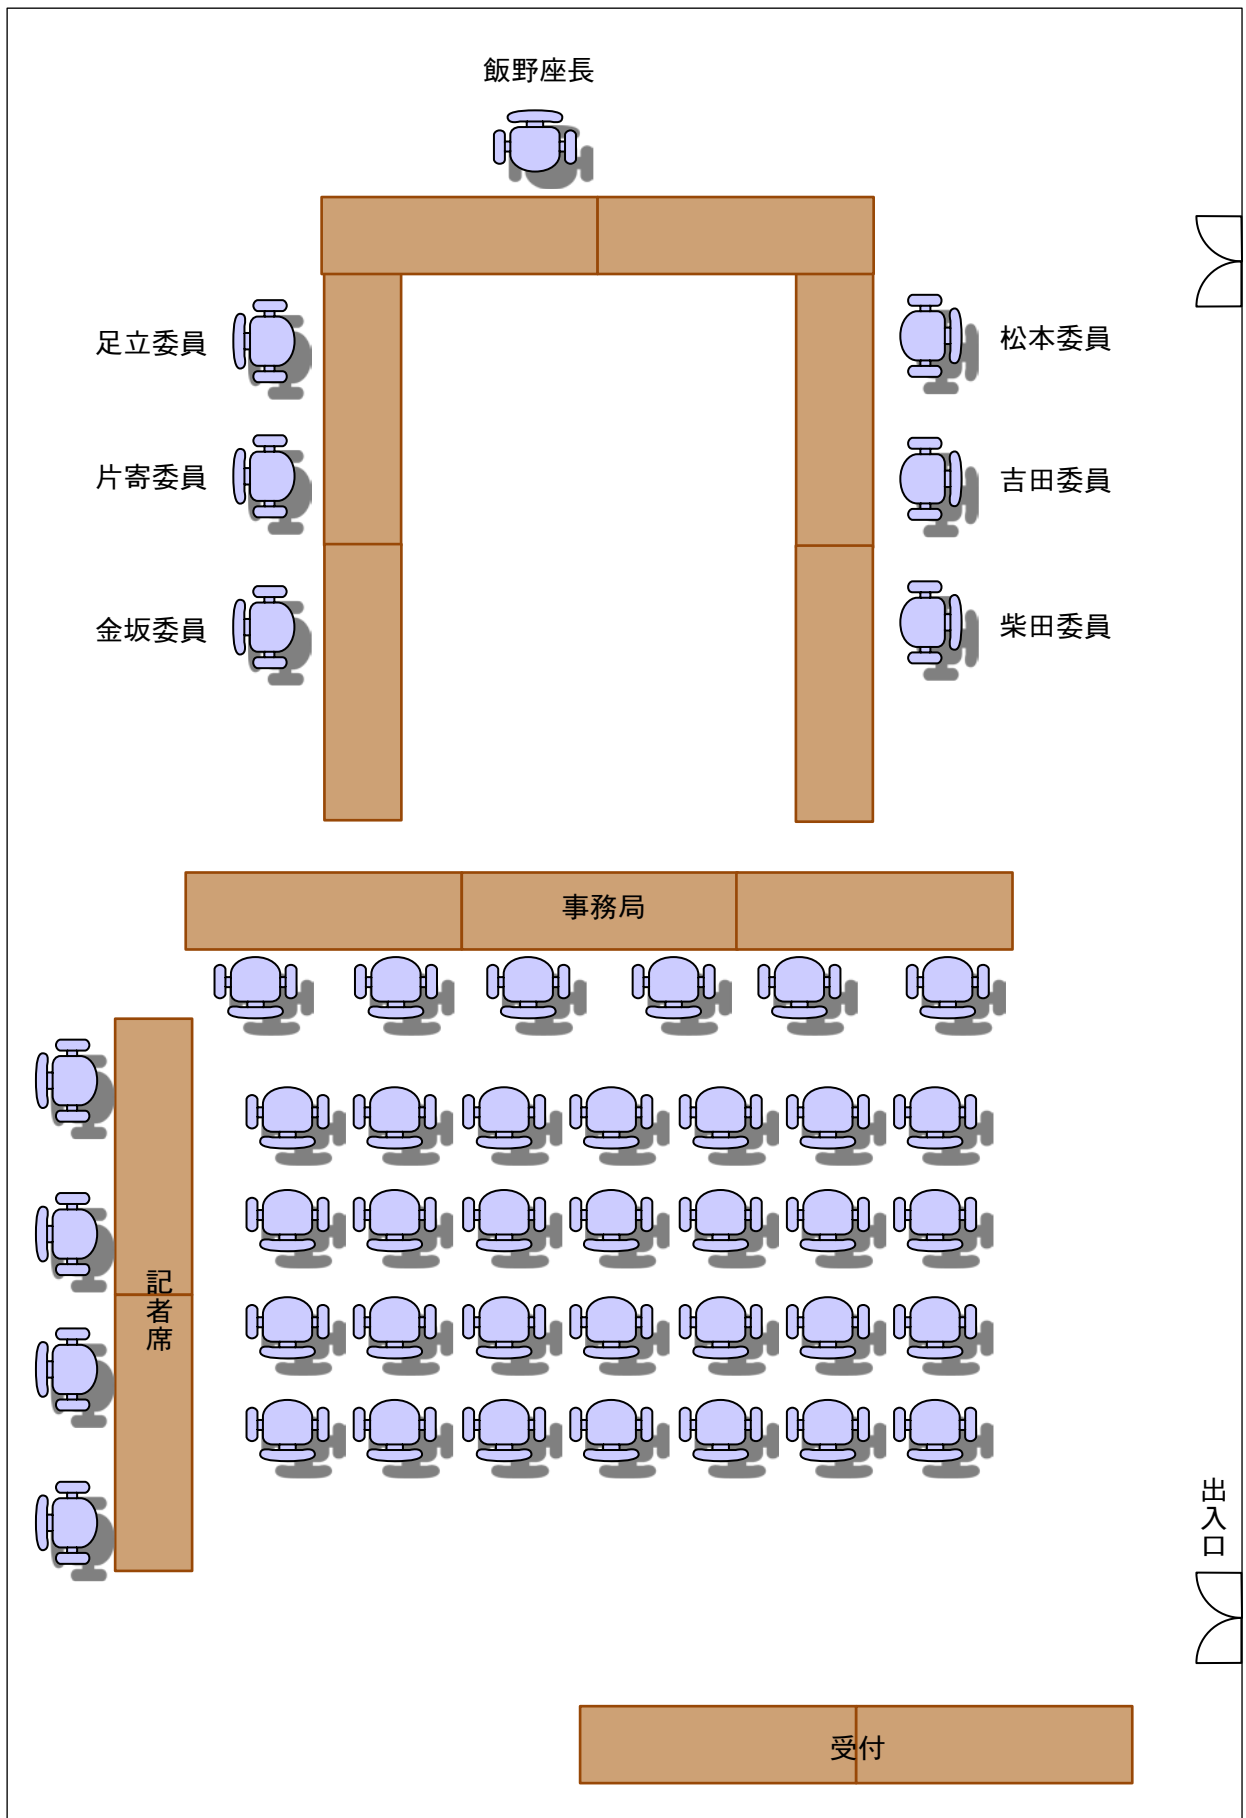 飯野座長
足立委員
松本委員
片寄委員
吉田委員
金坂委員
柴田委員
事務局
記者席
出入口
受付